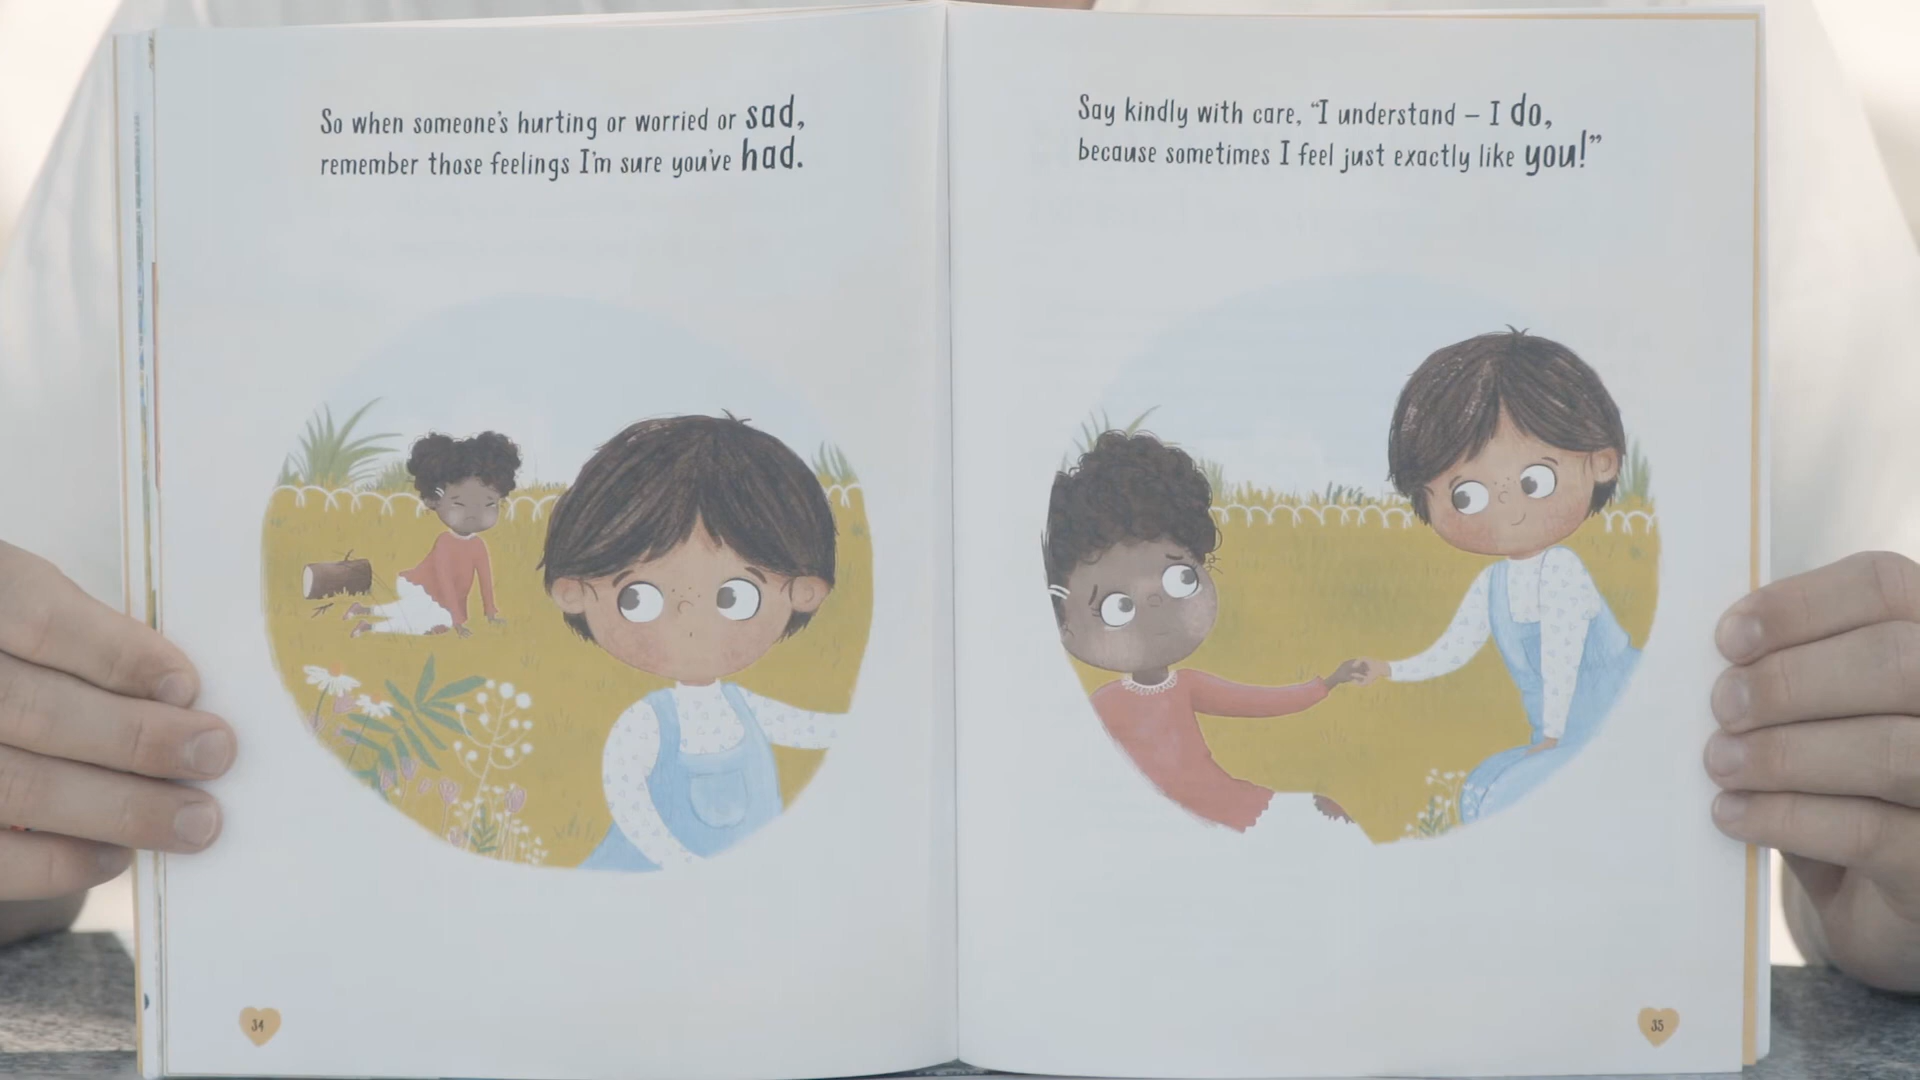 So when someone's hurting or worried or sad,
remember those feelings I'm sure you've had.
34
Say kindly with care, “I understand – I do,
because sometimes I feel just exactly like you!”
35